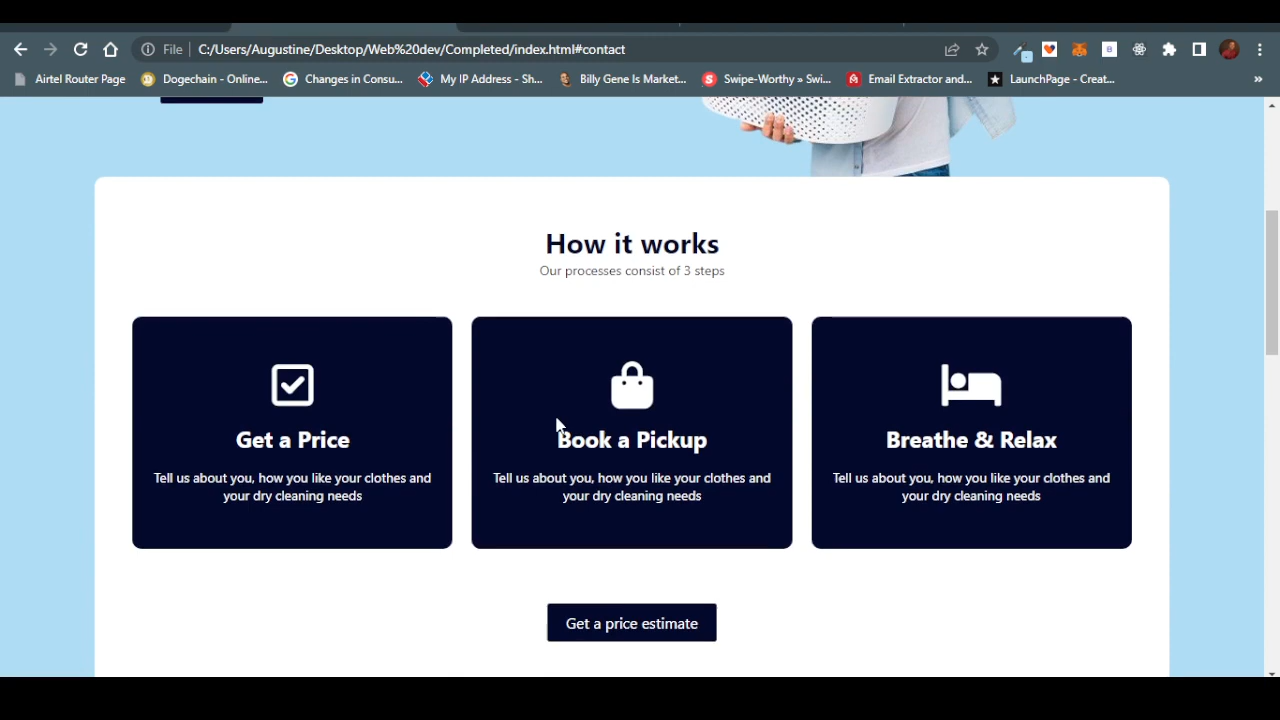 File C:/Users/Augustine/Desktop/Web%20dev/Completed/index.html#contact
Airtel Router Page Dogechain - Online... Changes in Consu... My IP Address - Sh... Billy Gene Is Market... Swipe-Worthy » Swi... Email Extractor and... LaunchPage - Creat... »
How it works
Our processes consist of 3 steps
Get a Price
Tell us about you, how you like your clothes and
your dry cleaning needs
Book a Pickup
Tell us about you, how you like your clothes and
your dry cleaning needs
Breathe & Relax
Tell us about you, how you like your clothes and
your dry cleaning needs
Get a price estimate